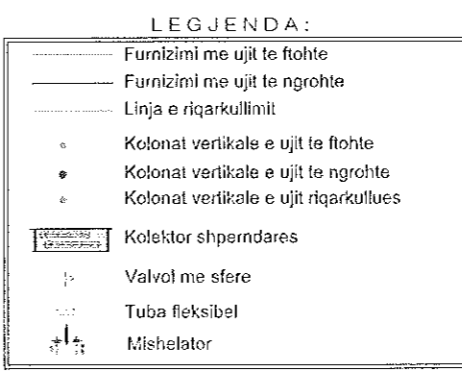 LEGJENDA:
Furnizimi me ujit te ftohte
Furnizimi me ujit te ngrohte
Linja e riqarkullimit
Kolonat vertikale e ujit te ftohte
Kolonat vertikale e ujit te ngrohte
Kolonat vertikale e ujit riqarkullues
Kolektor shperndares
Valvol me sfere
Tuba fleksibel
Mishelator